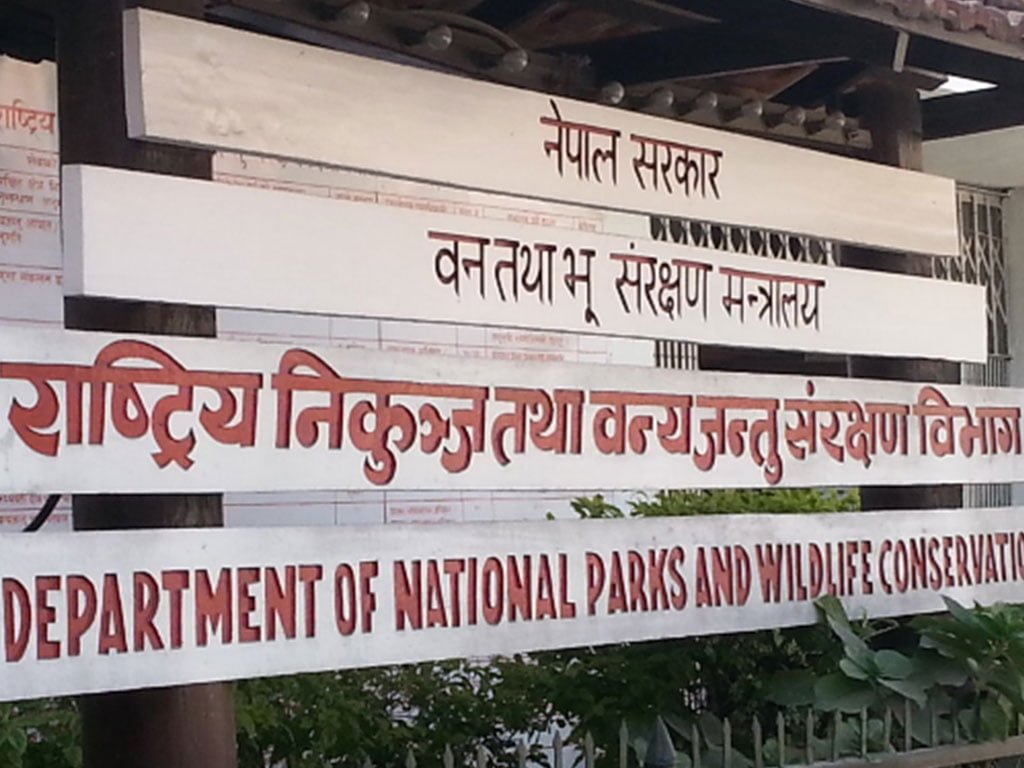 नेपाल सरकार
वन तथा भू संरक्षण मन्त्रालय
राष्ट्रिय निकुञ्ज तथा वन्यजन्तु संरक्षण विभाग
DEPARTMENT OF NATIONAL PARKS AND WILDLIFE CONSERVATIO